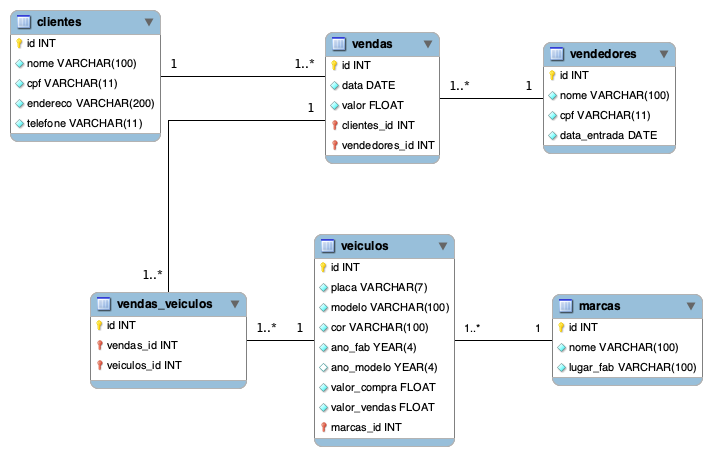 clientes
id INT
nome VARCHAR(100)
cpf VARCHAR(11)
endereco VARCHAR(200)
telefone VARCHAR(11)
1
1..*
vendas
id INT
data DATE
valor FLOAT
clientes_id INT
vendedores_id INT
1..*
1
vendedores
id INT
nome VARCHAR(100)
cpf VARCHAR(11)
data_entrada DATE
1
1..*
vendas_veiculos
id INT
vendas_id INT
veiculos_id INT
1..*
1
veiculos
id INT
placa VARCHAR(7)
modelo VARCHAR(100)
cor VARCHAR(100)
ano_fab YEAR(4)
ano_modelo YEAR(4)
valor_compra FLOAT
valor_vendas FLOAT
marcas_id INT
1..*
1
marcas
id INT
nome VARCHAR(100)
lugar_fab VARCHAR(100)